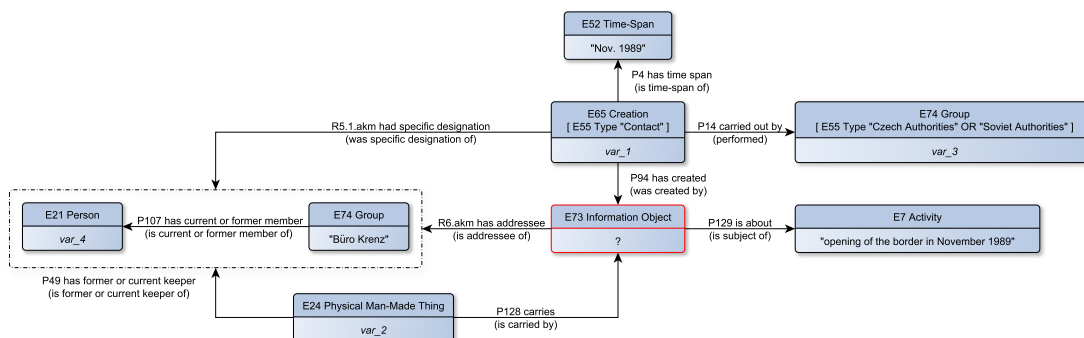 E52 Time-Span
"Nov. 1989"
P4 has time span
(is time-span of)
E65 Creation
[ E55 Type "Contact" ]
var_1
R5.1.akm had specific designation
(was specific designation of)
P14 carried out by
(performed)
E74 Group
[ E55 Type "Czech Authorities" OR "Soviet Authorities" ]
var_3
P94 has created
(was created by)
E21 Person
var_4
P107 has current or former member
(is current or former member of)
E74 Group
"Büro Krenz"
R6.akm has addressee
(is addressee of)
E73 Information Object
?
P129 is about
(is subject of)
E7 Activity
"opening of the border in November 1989"
P49 has former or current keeper
(is former or current keeper of)
E24 Physical Man-Made Thing
var_2
P128 carries
(is carried by)